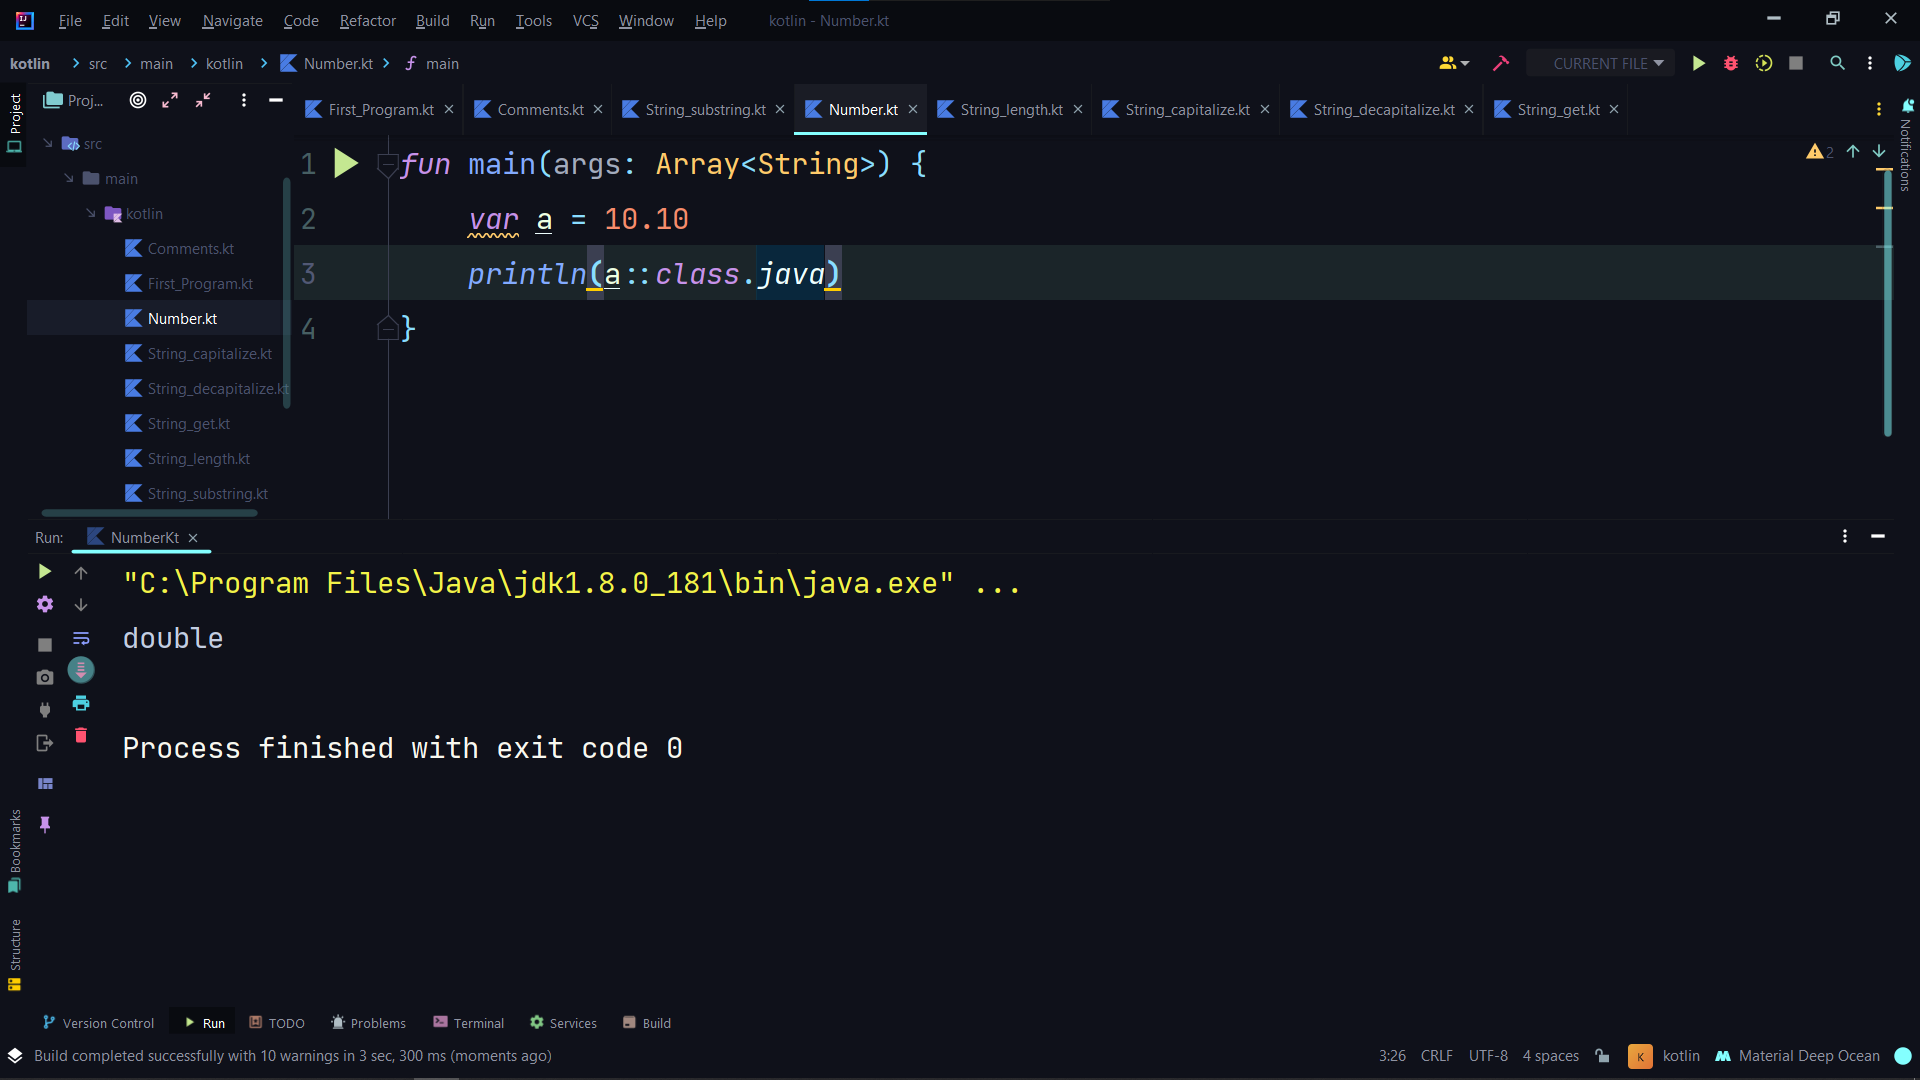 File Edit View Navigate Code Refactor Build Run Tools VCS Window Help kotlin - Number.kt
kotlin src main kotlin Number.kt main CURRENT FILE
Project
Proj...
First_Program.kt Comments.kt String_substring.kt Number.kt String_length.kt String_capitalize.kt String_decapitalize.kt String_get.kt
Notifications
src
main
kotlin
Comments.kt
First_Program.kt
Number.kt
String_capitalize.kt
String_decapitalize.kt
String_get.kt
String_length.kt
String_substring.kt
1 fun main(args: Array<String>) {
2 var a = 10.10
3 println(a::class.java)
4 }
2
Run: NumberKt
"C:\Program Files\Java\jdk1.8.0_181\bin\java.exe" ...
double
Process finished with exit code 0
Bookmarks
Structure
Version Control Run TODO Problems Terminal Services Build
Build completed successfully with 10 warnings in 3 sec, 300 ms (moments ago) 3:26 CRLF UTF-8 4 spaces K kotlin Material Deep Ocean